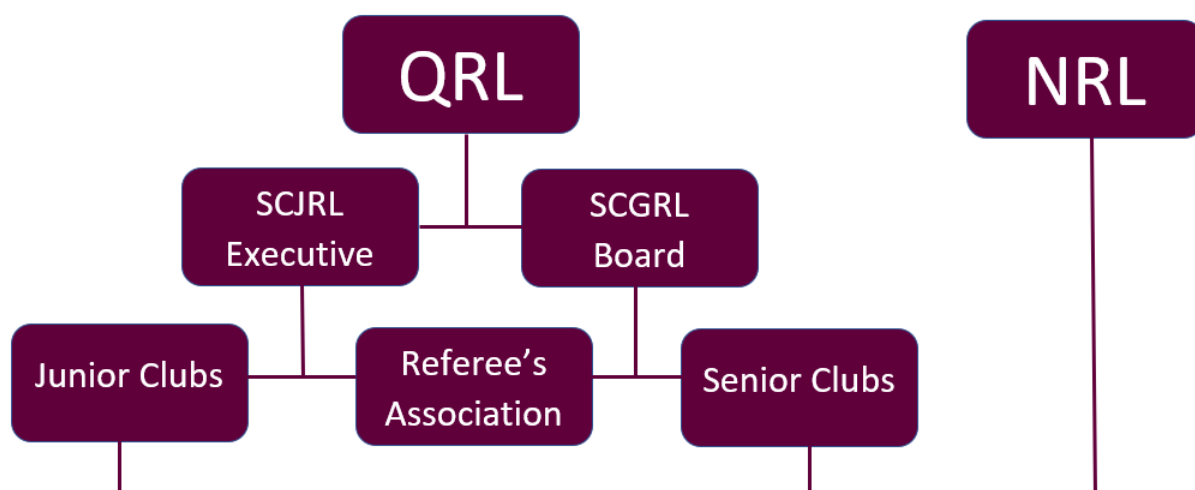 QRL
NRL
SCJRL
Executive
SCGRL
Board
Junior Clubs
Referee’s
Association
Senior Clubs